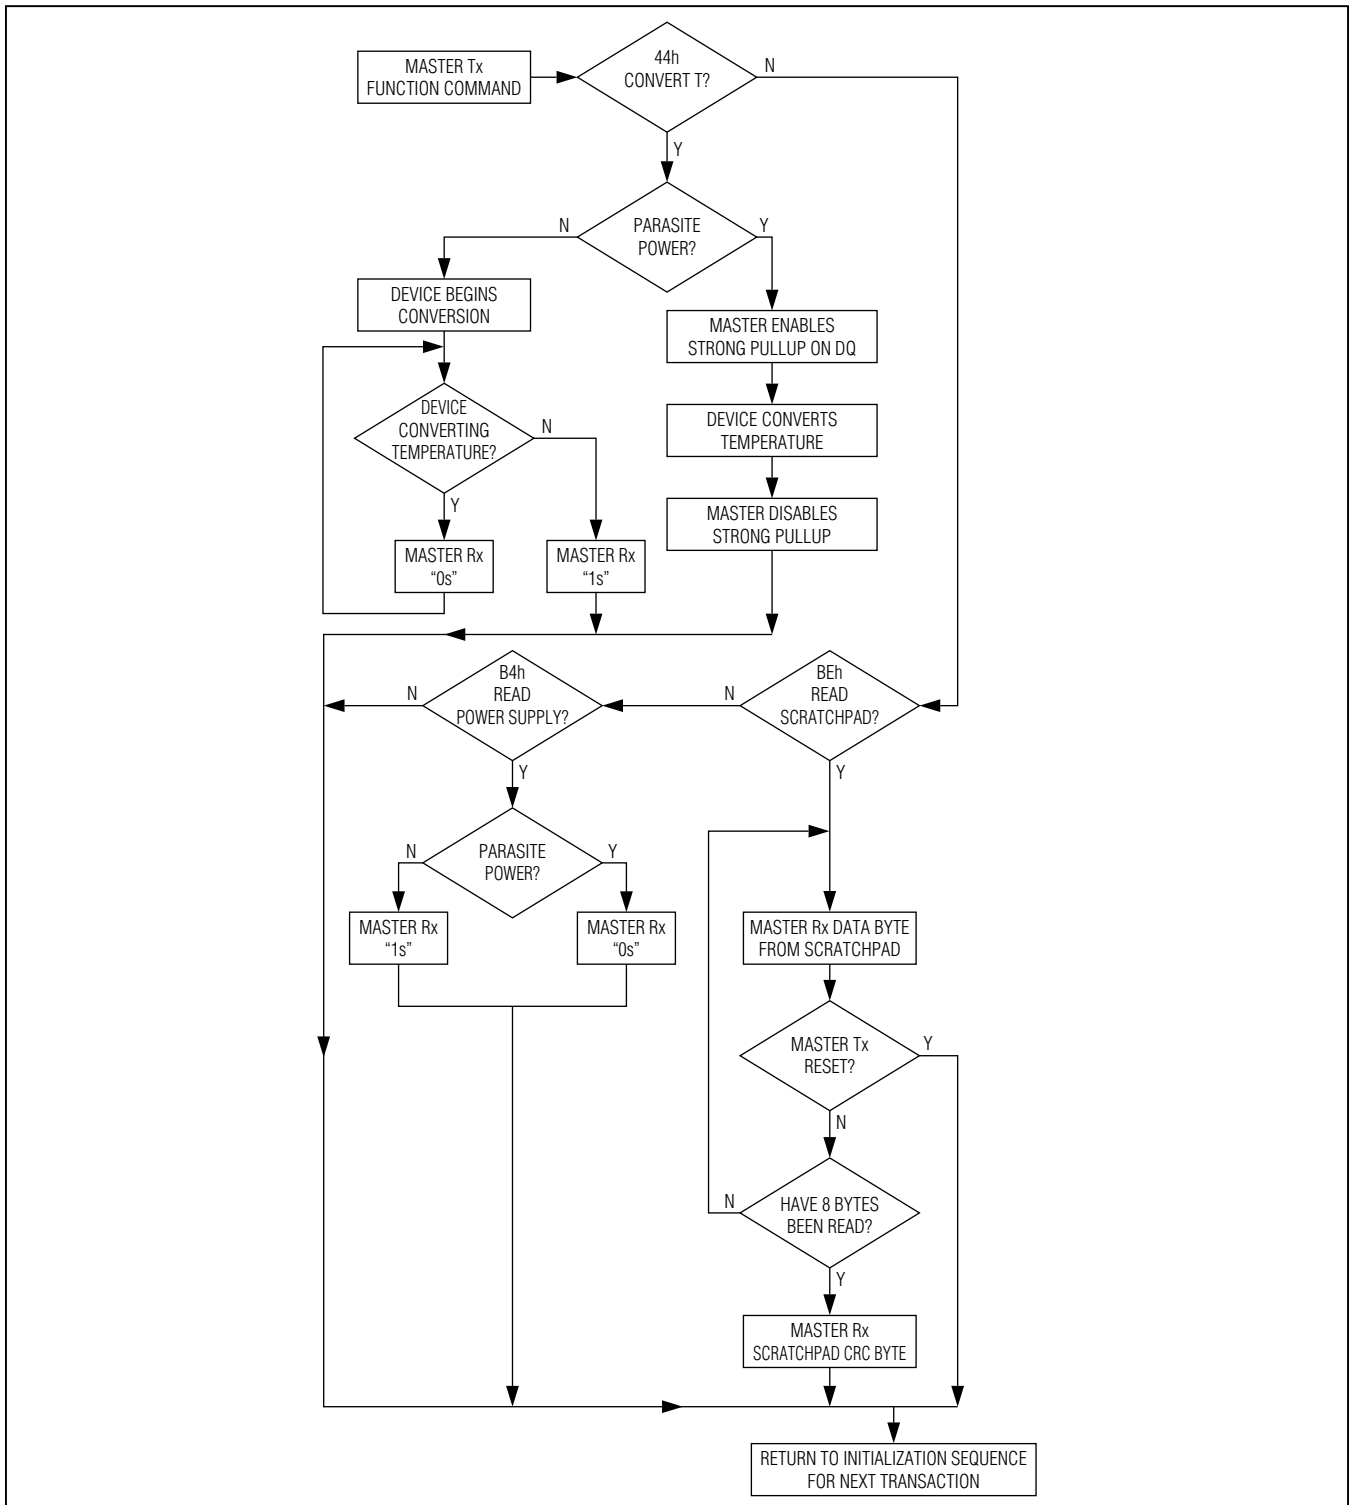 MASTER Tx
FUNCTION COMMAND
44h
CONVERT T?
N
Y
PARASITE
POWER?
N
Y
DEVICE BEGINS
CONVERSION
MASTER ENABLES
STRONG PULLUP ON DQ
DEVICE
CONVERTING
TEMPERATURE?
N
Y
DEVICE CONVERTS
TEMPERATURE
MASTER DISABLES
STRONG PULLUP
MASTER Rx
“0s”
MASTER Rx
“1s”
B4h
READ
POWER SUPPLY?
N
Y
BEh
READ
SCRATCHPAD?
N
Y
PARASITE
POWER?
N
Y
MASTER Rx
“1s”
MASTER Rx
“0s”
MASTER Rx DATA BYTE
FROM SCRATCHPAD
MASTER Tx
RESET?
Y
N
HAVE 8 BYTES
BEEN READ?
N
Y
MASTER Rx
SCRATCHPAD CRC BYTE
RETURN TO INITIALIZATION SEQUENCE
FOR NEXT TRANSACTION